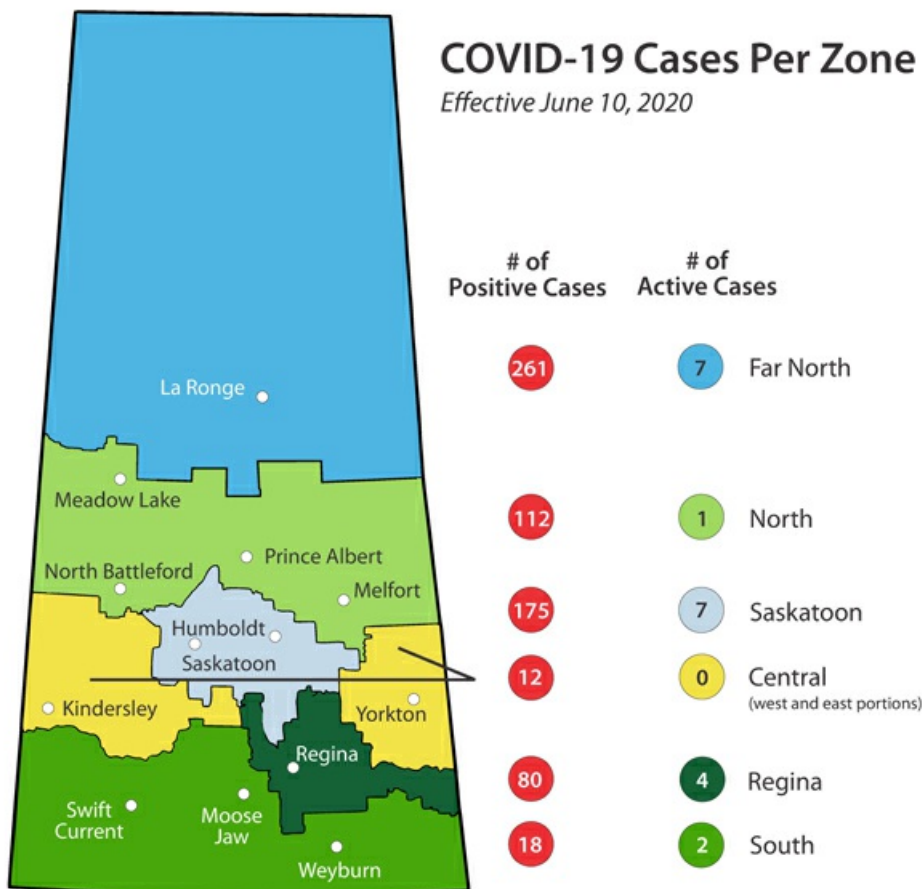 COVID-19 Cases Per Zone
Effective June 10, 2020
# of
Positive Cases
# of
Active Cases
261
7
Far North
112
1
North
175
7
Saskatoon
12
0
Central
(west and east portions)
80
4
Regina
18
2
South
La Ronge
Meadow Lake
Prince Albert
North Battleford
Melfort
Humboldt
Saskatoon
Kindersley
Yorkton
Regina
Swift
Current
Moose
Jaw
Weyburn